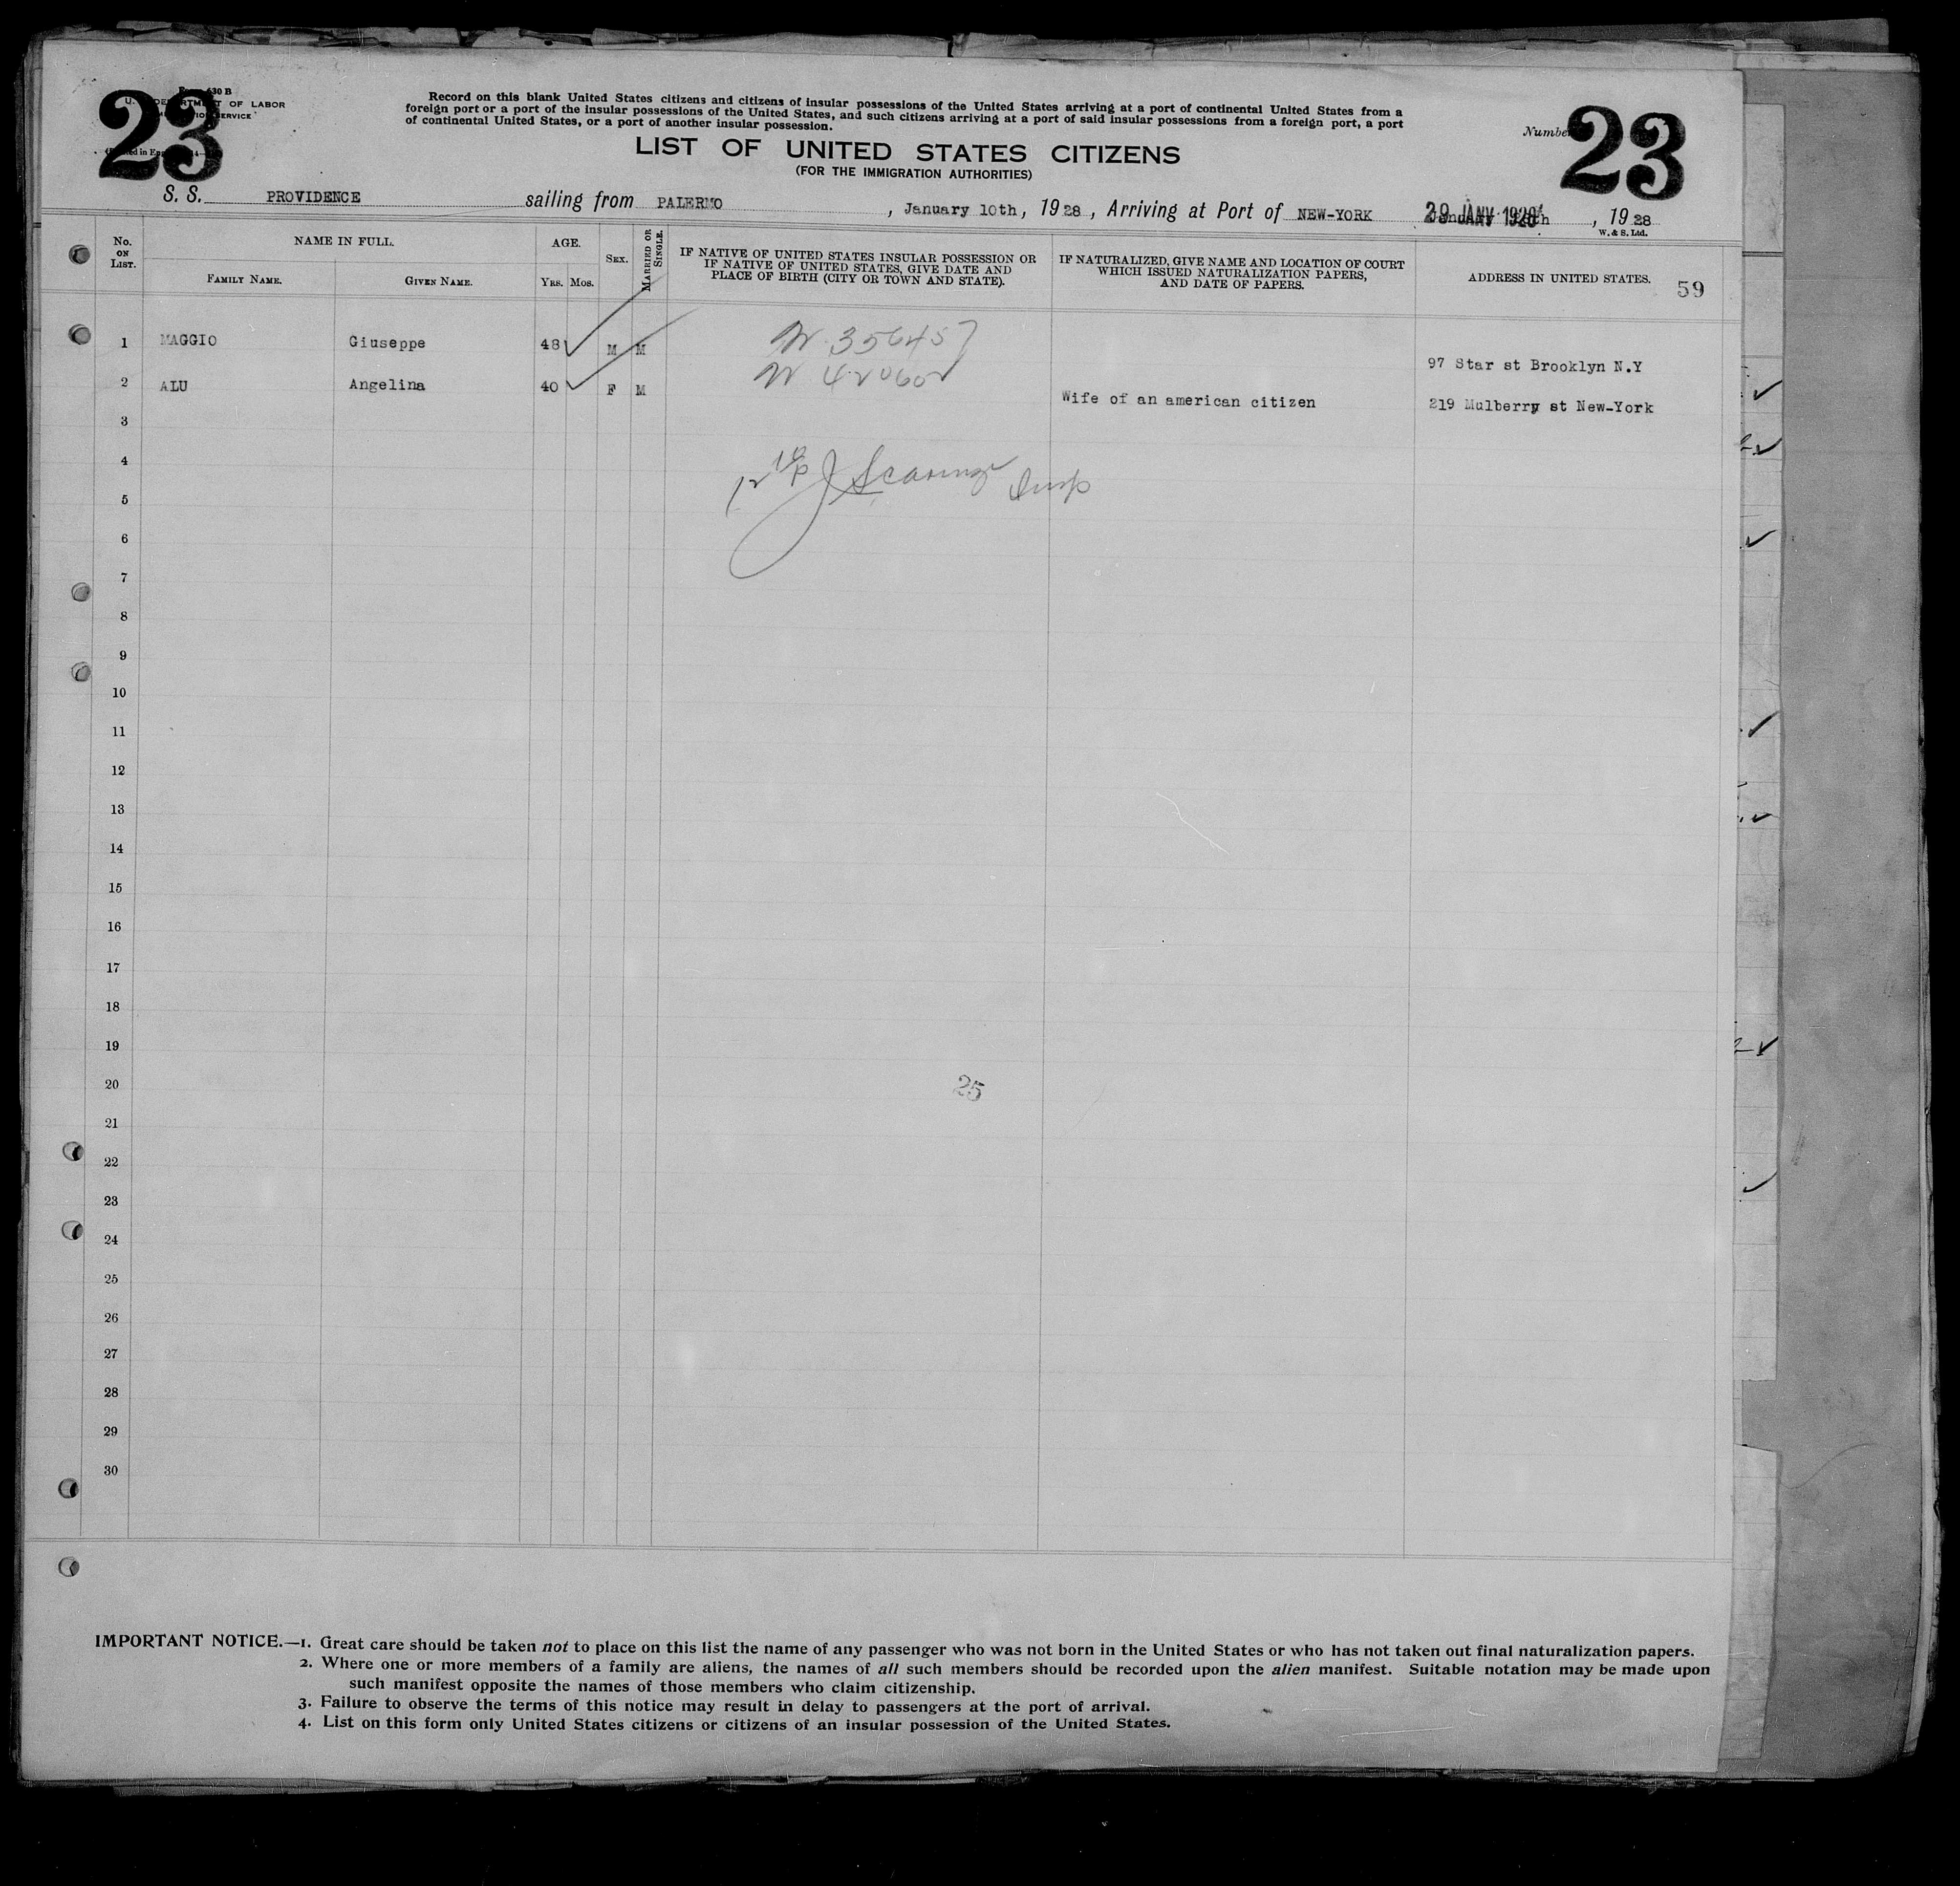 23
Form 630 B
U. S. DEPARTMENT OF LABOR
IMMIGRATION SERVICE
Record on this blank United States citizens and citizens of insular possessions of the United States arriving at a port of continental United States from a
foreign port or a port of the insular possessions of the United States, and such citizens arriving at a port of said insular possessions from a foreign port, a port
of continental United States, or a port of another insular possession.
Number 23
LIST OF UNITED STATES CITIZENS
(FOR THE IMMIGRATION AUTHORITIES)
S. S. PROVIDENCE sailing from PALERMO, January 10th, 1928, Arriving at Port of NEW-YORK 29 JANV 1928, 1928
W. & S. Ltd.
No. ON LIST. NAME IN FULL. AGE. SEX. MARRIED OR SINGLE. IF NATIVE OF UNITED STATES INSULAR POSSESSION OR IF NATIVE OF UNITED STATES, GIVE DATE AND PLACE OF BIRTH (CITY OR TOWN AND STATE). IF NATURALIZED, GIVE NAME AND LOCATION OF COURT WHICH ISSUED NATURALIZATION PAPERS, AND DATE OF PAPERS. ADDRESS IN UNITED STATES. 59
FAMILY NAME. GIVEN NAME. YRS. MOS.
1 MAGGIO Giuseppe 48 M M 356457 97 Star st Brooklyn N.Y
2 ALU Angelina 40 F M Wife of an american citizen 219 Mulberry st New-York
3
4
5
6
7
8
9
10
11
12
13
14
15
16
17
18
19
20
25
21
22
23
24
25
26
27
28
29
30
IMPORTANT NOTICE.—1. Great care should be taken not to place on this list the name of any passenger who was not born in the United States or who has not taken out final naturalization papers.
2. Where one or more members of a family are aliens, the names of all such members should be recorded upon the alien manifest. Suitable notation may be made upon
such manifest opposite the names of those members who claim citizenship.
3. Failure to observe the terms of this notice may result in delay to passengers at the port of arrival.
4. List on this form only United States citizens or citizens of an insular possession of the United States.